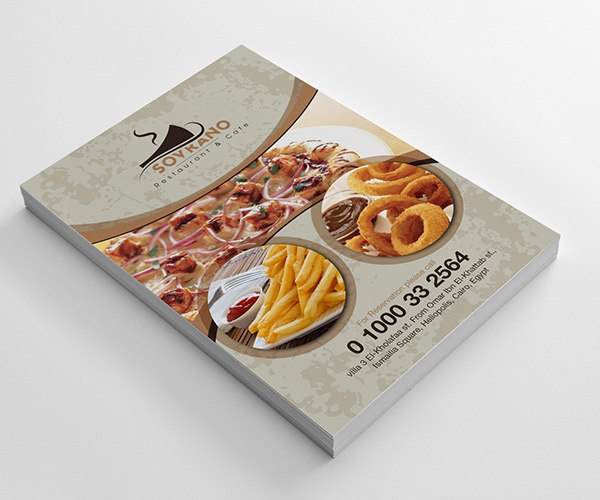 SOYKANO
Restaurant & Cafe
For Reservation please call
0 1000 33 2564
villa 3 El-Kholafaa st. From Omar Ibn El-Khattab st.,
Ismailia Square, Heliopolis, Cairo, Egypt